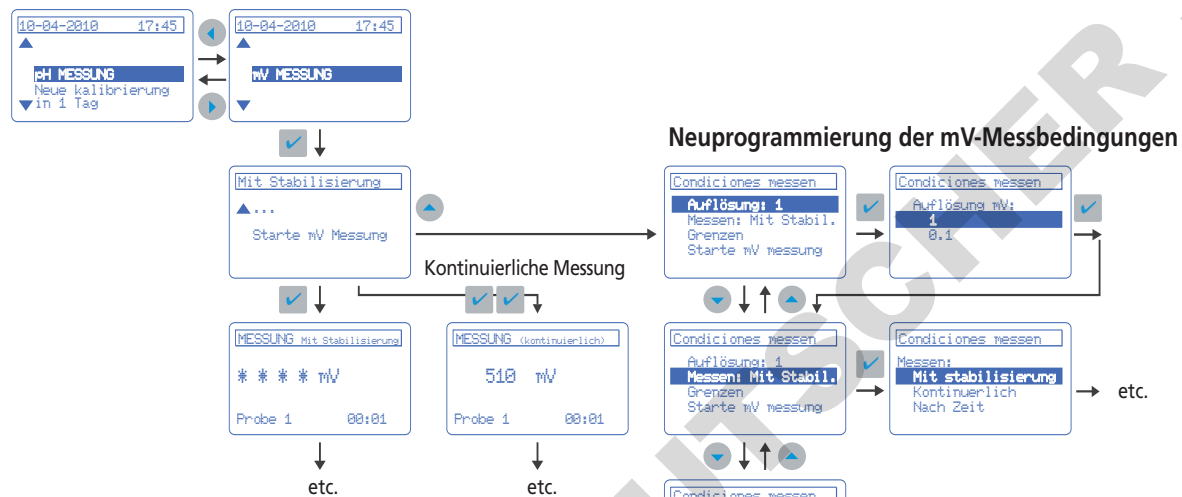 10-04-2010 17:45
pH MESSUNG
Neue kalibrierung
in 1 Tag
10-04-2010 17:45
mV MESSUNG
Neuprogrammierung der mV-Messbedingungen
Mit Stabilisierung
...
Starte mV Messung
Condiciones messen
Auflösung: 1
Messen: Mit Stabil.
Grenzen
Starte mV messung
Condiciones messen
Auflösung mV:
1
0.1
Kontinuierliche Messung
MESSUNG Mit Stabilisierung
* * * * mV
Probe 1 00:01
etc.
MESSUNG (kontinuierlich)
510 mV
Probe 1 00:01
etc.
Condiciones messen
Auflösung: 1
Messen: Mit Stabil.
Grenzen
Starte mV messung
Condiciones messen
Messen:
Mit stabilisierung
Kontinuerlich
Nach Zeit
etc.
Condiciones messen